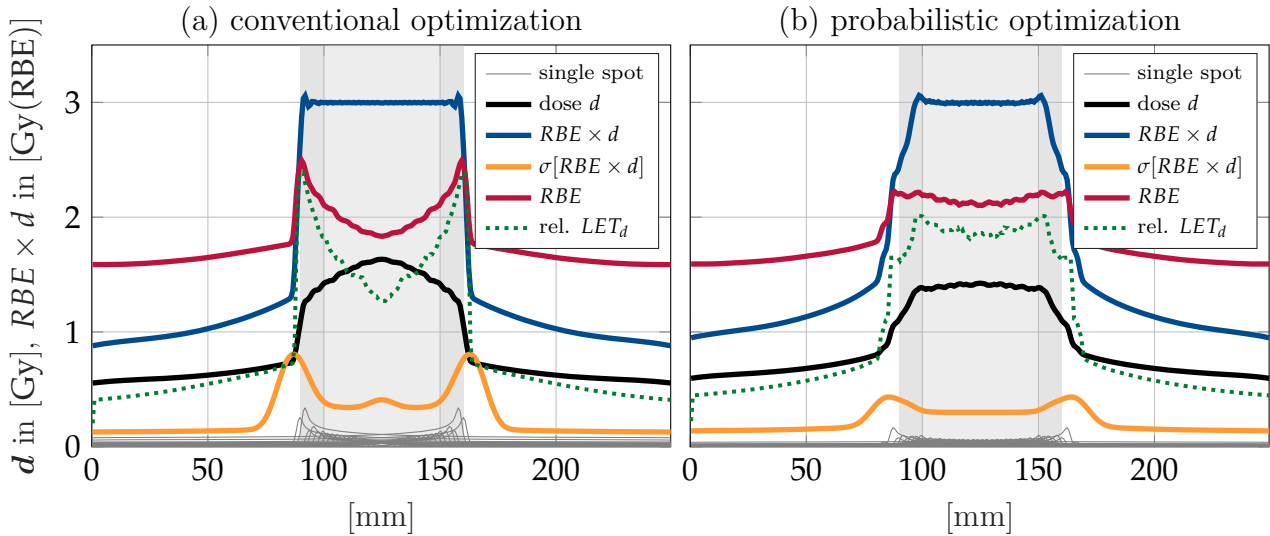 (a) conventional optimization
(b) probabilistic optimization
d in [Gy], RBE × d in [Gy(RBE)]
3
2
1
0
single spot
dose d
RBE × d
σ[RBE × d]
RBE
rel. LET_d
single spot
dose d
RBE × d
σ[RBE × d]
RBE
rel. LET_d
0 50 100 150 200
0 50 100 150 200
[mm]
[mm]